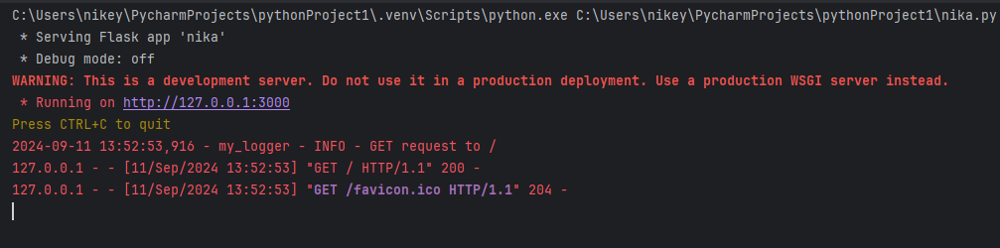 C:\Users\nikey\PycharmProjects\pythonProject1\.venv\Scripts\python.exe C:\Users\nikey\PycharmProjects\pythonProject1\nika.py
* Serving Flask app 'nika'
* Debug mode: off
WARNING: This is a development server. Do not use it in a production deployment. Use a production WSGI server instead.
* Running on http://127.0.0.1:3000
Press CTRL+C to quit
2024-09-11 13:52:53,916 - my_logger - INFO - GET request to /
127.0.0.1 - - [11/Sep/2024 13:52:53] "GET / HTTP/1.1" 200 -
127.0.0.1 - - [11/Sep/2024 13:52:53] "GET /favicon.ico HTTP/1.1" 204 -